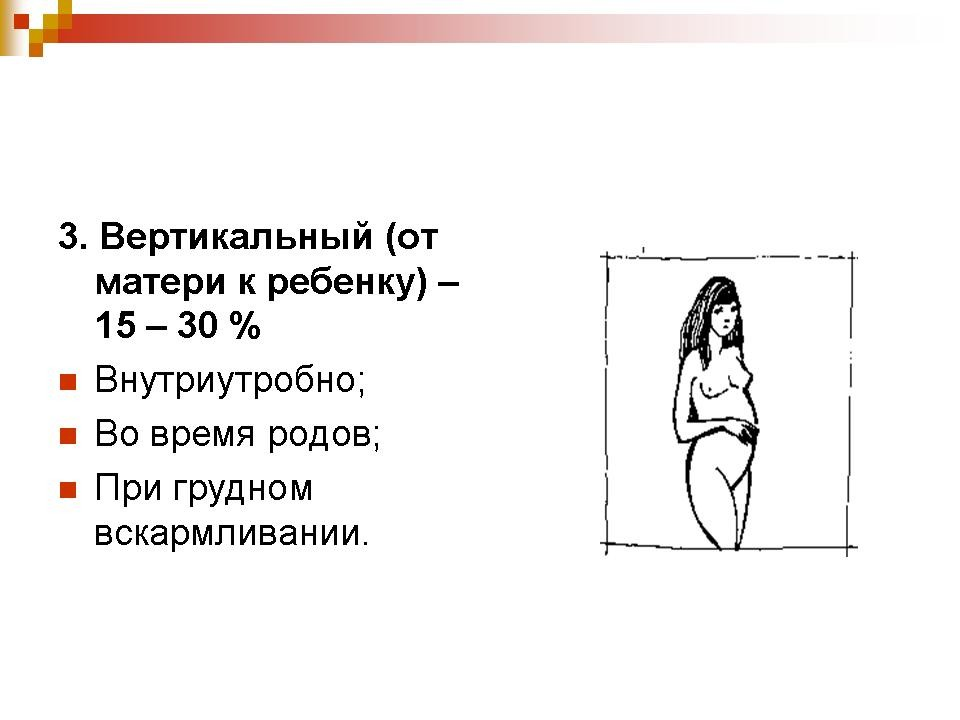 3. Вертикальный (от
матери к ребенку) –
15 – 30 %
Внутриутробно;
Во время родов;
При грудном
вскармливании.